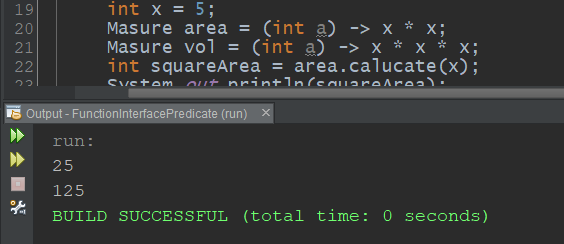 19 int x = 5;
20 Masure area = (int a) -> x * x;
21 Masure vol = (int a) -> x * x * x;
22 int squareArea = area.calucate(x);
System.out.println(squareArea);
Output - FunctionInterfacePredicate (run) ×
run:
25
125
BUILD SUCCESSFUL (total time: 0 seconds)